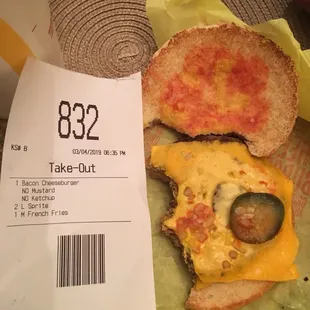 832
KS# B 03/04/2019 06:35 PM
Take-Out
1 Bacon Cheeseburger
NO Mustard
NO Ketchup
2 L Sprite
1 M French Fries